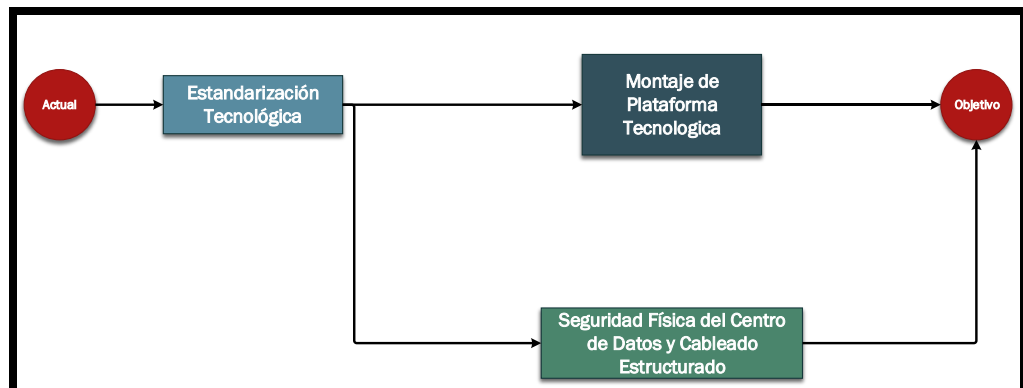 Actual
Estandarización
Tecnológica
Montaje de
Plataforma
Tecnologica
Objetivo
Seguridad Física del Centro
de Datos y Cableado
Estructurado